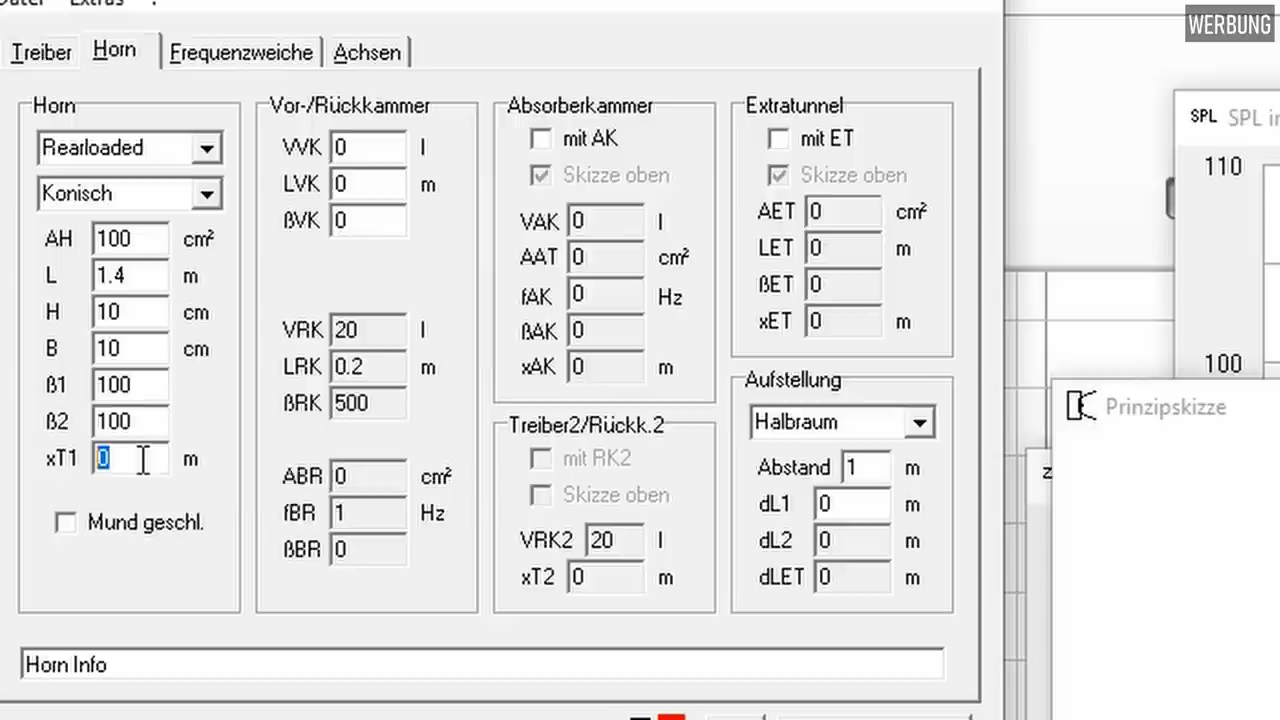 Datei Extras ?
WERBUNG
Treiber Horn Frequenzweiche Achsen
Horn
Rearloaded
Konisch
AH 100 cm²
L 1.4 m
H 10 cm
B 10 cm
ß1 100
ß2 100
xT1 0 m
Mund geschl.
Vor-/Rückkammer
VVK 0 l
LVK 0 m
ßVK 0
VRK 20 l
LRK 0.2 m
ßRK 500
ABR 0 cm²
fBR 1 Hz
ßBR 0
Absorberkammer
mit AK
Skizze oben
VAK 0 l
AAT 0 cm²
fAK 0 Hz
ßAK 0
xAK 0 m
Treiber2/Rückk.2
mit RK2
Skizze oben
VRK2 20 l
xT2 0 m
Extratunnel
mit ET
Skizze oben
AET 0 cm²
LET 0 m
ßET 0
xET 0 m
Aufstellung
Halbraum
Abstand 1 m
dL1 0 m
dL2 0 m
dLET 0 m
Horn Info
SPL SPL in
110
100
Prinzipskizze
z